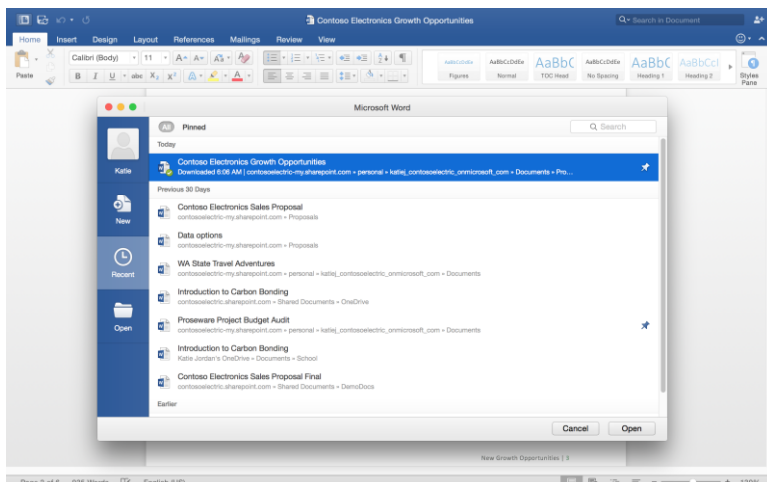 Contoso Electronics Growth Opportunities
Search in Document
Home Insert Design Layout References Mailings Review View
Calibri (Body) 11 A▲ A▼ Aa
Paste
B I U abc X₂ X² A A
AaBbCcDdEe AaBbCcDdEe AaBbC AaBbCcDdEe AaBbC AaBbCcI
Figures Normal TOC Head No Spacing Heading 1 Heading 2
Styles
Pane
Microsoft Word
All Pinned
Search
Today
Katie
Contoso Electronics Growth Opportunities
Downloaded 6:06 AM | contosoelectric-my.sharepoint.com » personal » katiej_contosoelectric_onmicrosoft_com » Documents » Pro...
Previous 30 Days
New
Contoso Electronics Sales Proposal
contosoelectric-my.sharepoint.com » Proposals
Data options
contosoelectric-my.sharepoint.com » Proposals
Recent
WA State Travel Adventures
contosoelectric-my.sharepoint.com » personal » katiej_contosoelectric_onmicrosoft_com » Documents
Introduction to Carbon Bonding
contosoelectric.sharepoint.com » Shared Documents » OneDrive
Open
Proseware Project Budget Audit
contosoelectric-my.sharepoint.com » personal » katiej_contosoelectric_onmicrosoft_com » Documents
Introduction to Carbon Bonding
Katie Jordan's OneDrive » Documents » School
Contoso Electronics Sales Proposal Final
contosoelectric.sharepoint.com » Shared Documents » DemoDocs
Earlier
Cancel Open
New Growth Opportunities | 3
English (US)